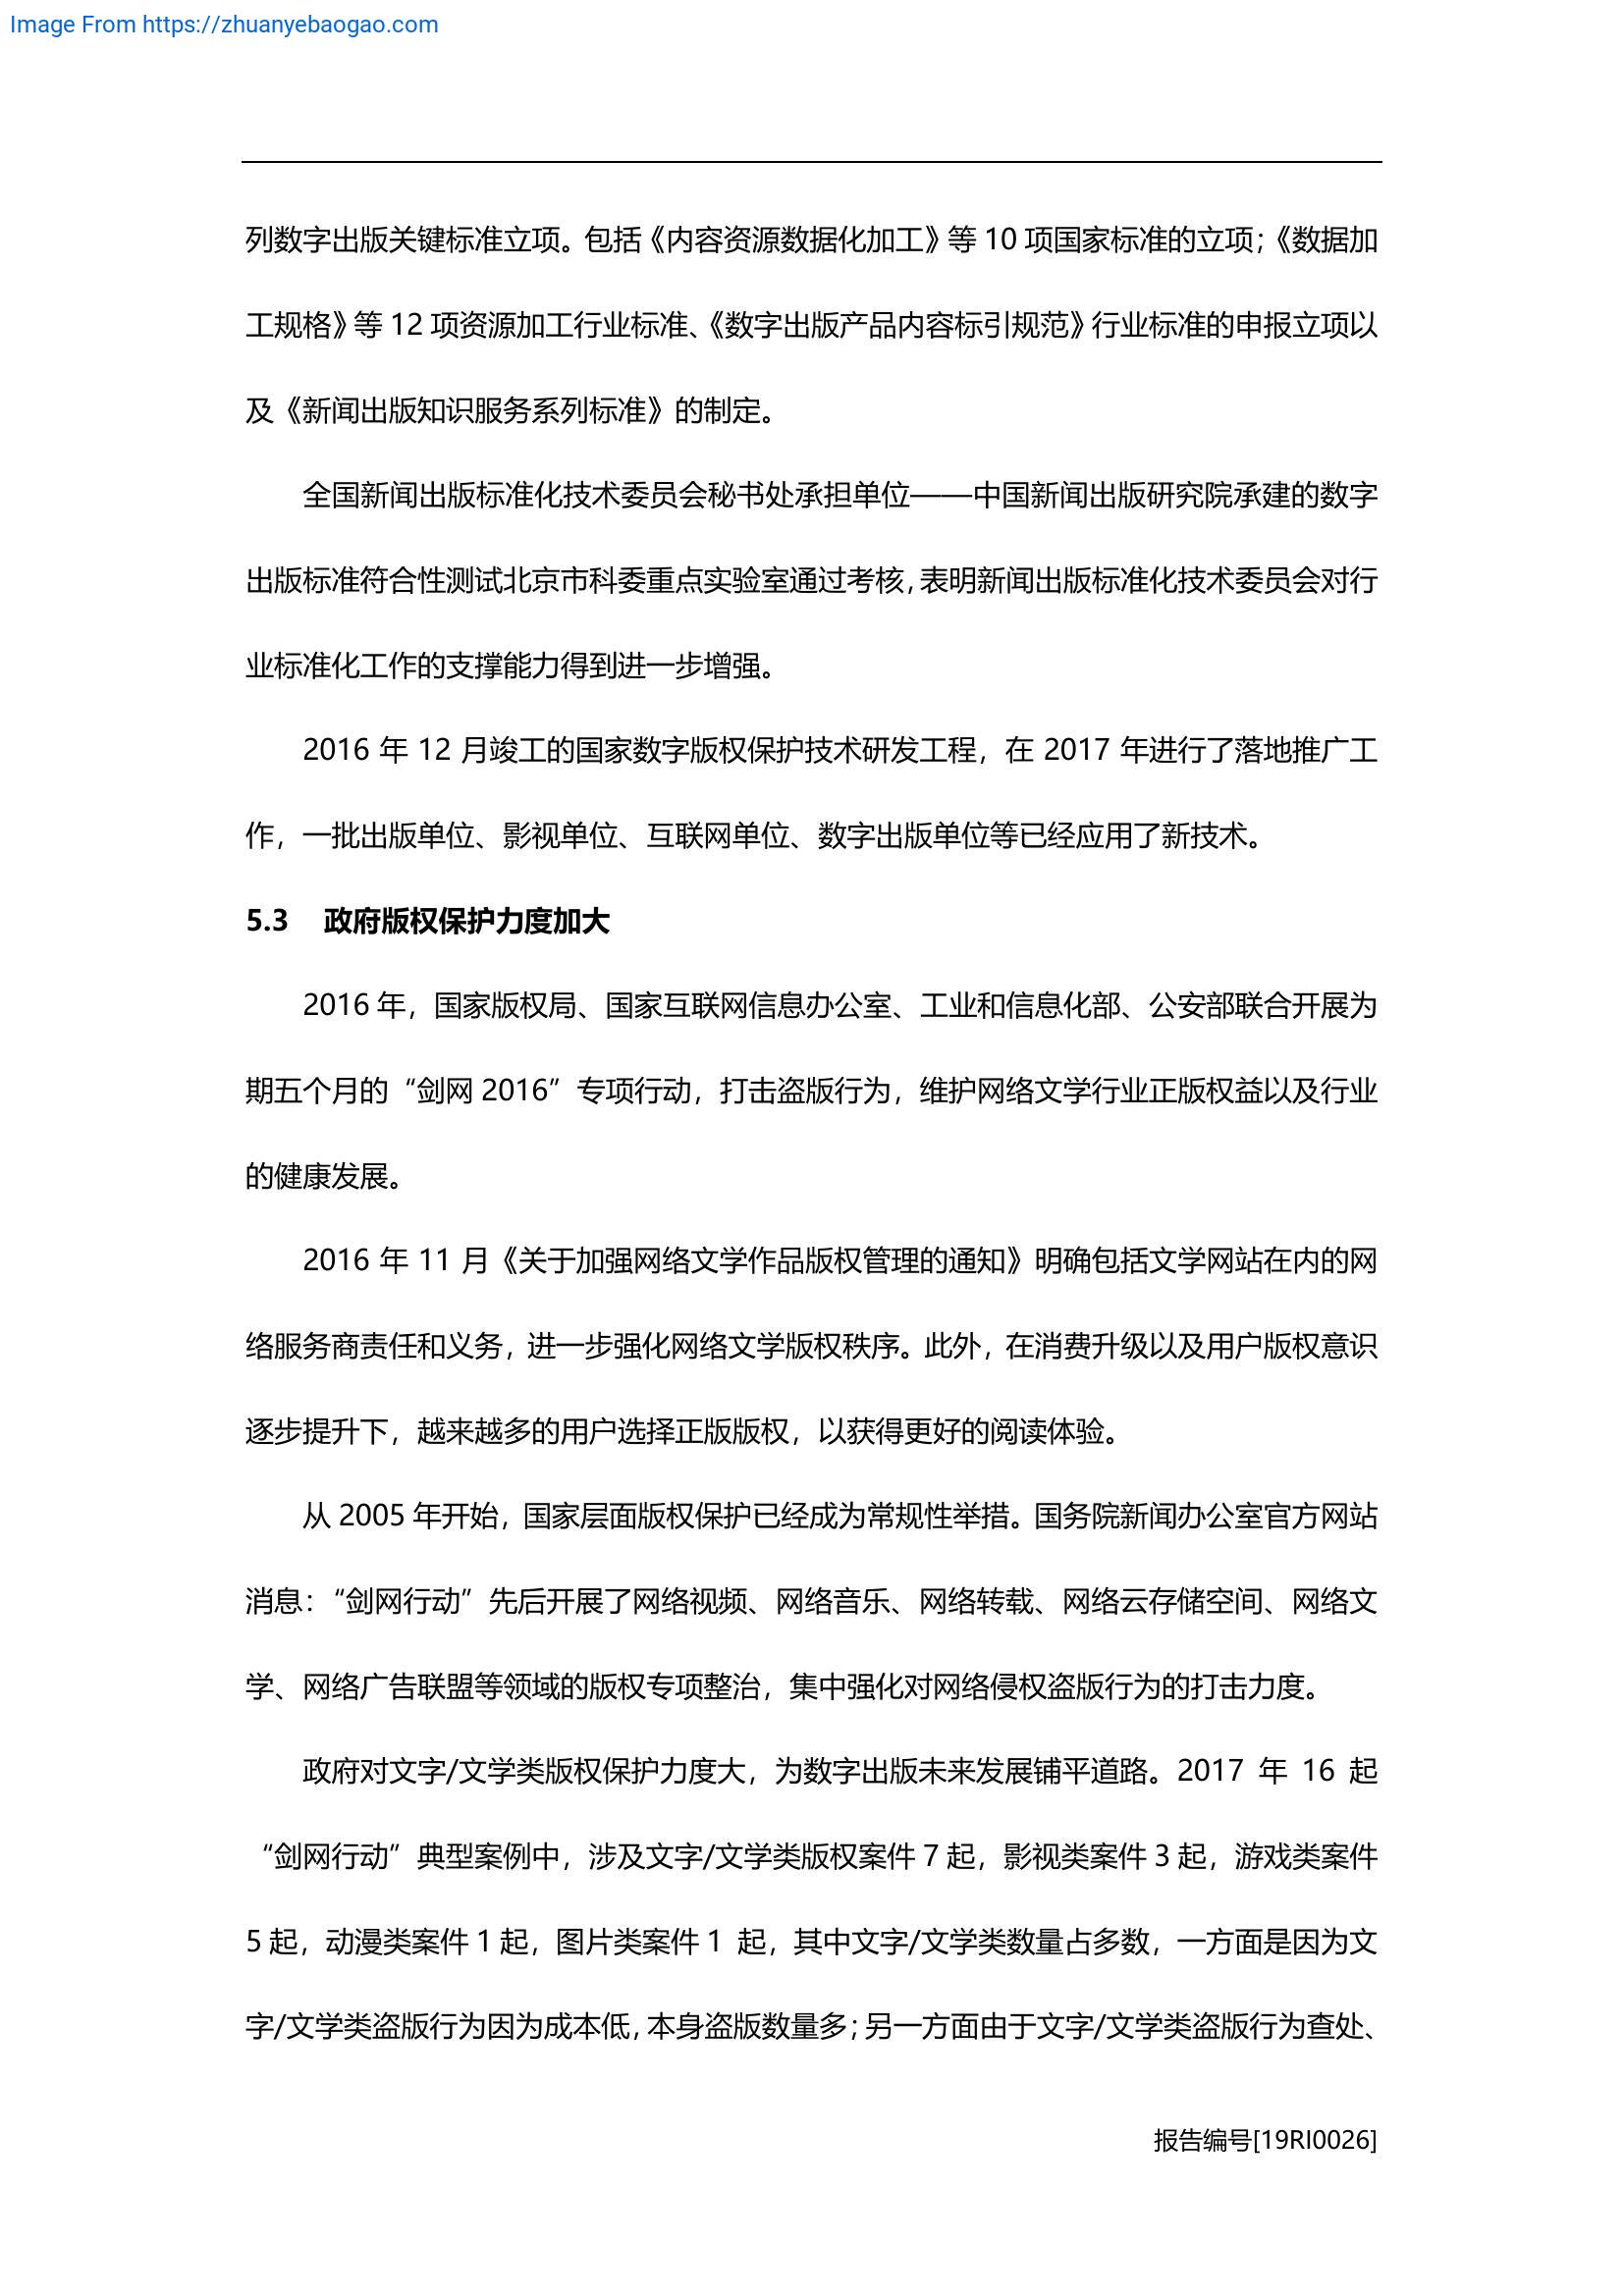 Image From https://zhuanyebaogao.com
列数字出版关键标准立项。包括《内容资源数据化加工》等 10 项国家标准的立项；《数据加
工规格》等 12 项资源加工行业标准、《数字出版产品内容标引规范》行业标准的申报立项以
及《新闻出版知识服务系列标准》的制定。
全国新闻出版标准化技术委员会秘书处承担单位——中国新闻出版研究院承建的数字
出版标准符合性测试北京市科委重点实验室通过考核，表明新闻出版标准化技术委员会对行
业标准化工作的支撑能力得到进一步增强。
2016 年 12 月竣工的国家数字版权保护技术研发工程，在 2017 年进行了落地推广工
作，一批出版单位、影视单位、互联网单位、数字出版单位等已经应用了新技术。
5.3 政府版权保护力度加大
2016 年，国家版权局、国家互联网信息办公室、工业和信息化部、公安部联合开展为
期五个月的“剑网 2016”专项行动，打击盗版行为，维护网络文学行业正版权益以及行业
的健康发展。
2016 年 11 月《关于加强网络文学作品版权管理的通知》明确包括文学网站在内的网
络服务商责任和义务，进一步强化网络文学版权秩序。此外，在消费升级以及用户版权意识
逐步提升下，越来越多的用户选择正版版权，以获得更好的阅读体验。
从 2005 年开始，国家层面版权保护已经成为常规性举措。国务院新闻办公室官方网站
消息：“剑网行动”先后开展了网络视频、网络音乐、网络转载、网络云存储空间、网络文
学、网络广告联盟等领域的版权专项整治，集中强化对网络侵权盗版行为的打击力度。
政府对文字/文学类版权保护力度大，为数字出版未来发展铺平道路。2017 年 16 起
“剑网行动”典型案例中，涉及文字/文学类版权案件 7 起，影视类案件 3 起，游戏类案件
5 起，动漫类案件 1 起，图片类案件 1 起，其中文字/文学类数量占多数，一方面是因为文
字/文学类盗版行为因为成本低，本身盗版数量多；另一方面由于文字/文学类盗版行为查处、
报告编号[19RI0026]